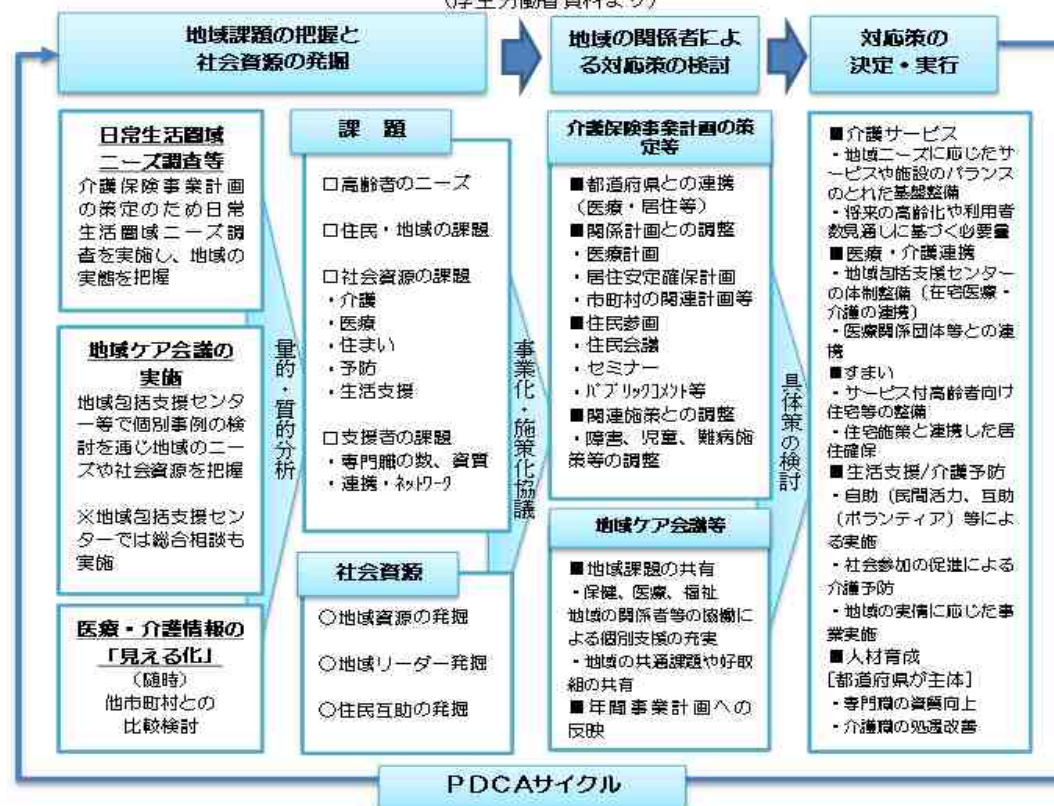 (厚生労働省資料より)
地域課題の把握と
社会資源の発掘
地域の関係者によ
る対応策の検討
対応策の
決定・実行
日常生活圏域
ニーズ調査等
介護保険事業計画
の策定のため日常
生活圏域ニーズ調
査を実施し、地域の
実態を把握
地域ケア会議の
実施
地域包括支援センタ
ー等で個別事例の検
討を通じ地域のニー
ズや社会資源を把握
※地域包括支援セン
ターでは総合相談も
実施
医療・介護情報の
「見える化」
(随時)
他市町村との
比較検討
量的・質的分析
課 題
□高齢者のニーズ
□住民・地域の課題
□社会資源の課題
・介護
・医療
・住まい
・予防
・生活支援
□支援者の課題
・専門職の数、資質
・連携・ネットワーク
社会資源
○地域資源の発掘
○地域リーダー発掘
○住民互助の発掘
事業化・施策化協議
介護保険事業計画の策
定等
■都道府県との連携
(医療・居住等)
■関係計画との調整
・医療計画
・居住安定確保計画
・市町村の関連計画等
■住民参画
・住民会議
・セミナー
・パブリックコメント等
■関連施策との調整
・障害、児童、難病施
策等の調整
地域ケア会議等
■地域課題の共有
・保健、医療、福祉
地域の関係者等の協働に
よる個別支援の充実
・地域の共通課題や好取
組の共有
■年間事業計画への
反映
具体策の検討
■介護サービス
・地域ニーズに応じたサ
ービスや施設のバランス
のとれた基盤整備
・将来の高齢化や利用者
数見通しに基づく必要量
■医療・介護連携
・地域包括支援センター
の体制整備(在宅医療・
介護の連携)
・医療関係団体等との連
携
■すまい
・サービス付高齢者向け
住宅等の整備
・住宅施策と連携した居
住確保
■生活支援/介護予防
・自助(民間活力、互助
(ボランティア)等によ
る実施
・社会参加の促進による
介護予防
・地域の実情に応じた事
業実施
■人材育成
[都道府県が主体]
・専門職の資質向上
・介護職の処遇改善
PDCAサイクル